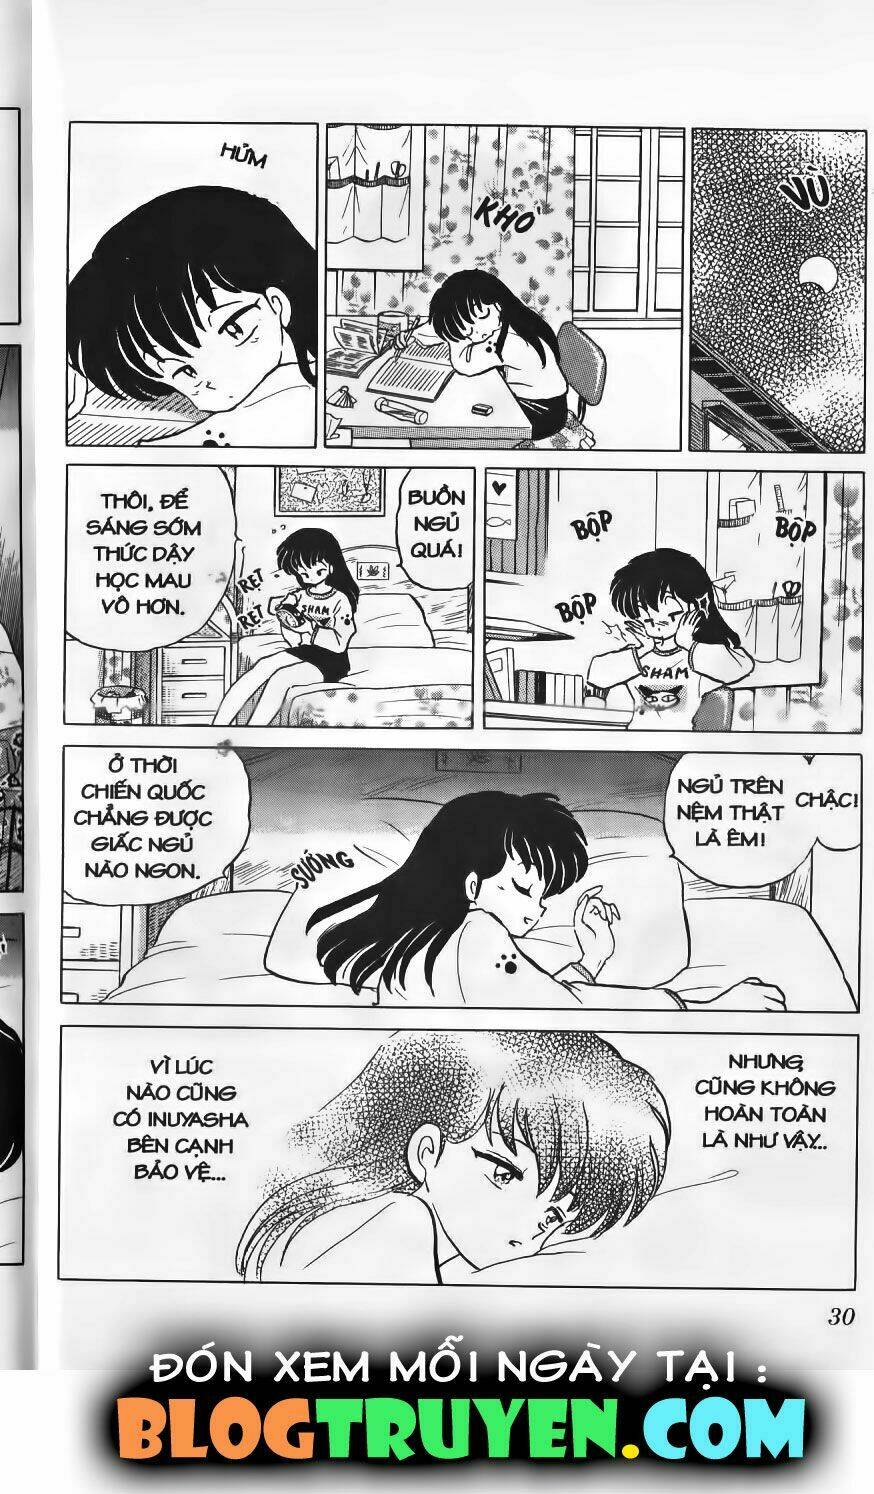 VÙ
KHÒ
HỬM
BỘP
BỘP
BỘP
SHAM
BUỒN
NGỦ
QUÁ!
RẸT
RẸT
SHAM
THÔI, ĐỂ
SÁNG SỚM
THỨC DẬY
HỌC MAU
VÔ HƠN.
CHẬC!
NGỦ TRÊN
NỆM THẬT
LÀ ÊM!
SƯỚNG
Ở THỜI
CHIẾN QUỐC
CHẲNG ĐƯỢC
GIẤC NGỦ
NÀO NGON.
NHƯNG,
CŨNG KHÔNG
HOÀN TOÀN
LÀ NHƯ VẬY...
VÌ LÚC
NÀO CŨNG
CÓ INUYASHA
BÊN CẠNH
BẢO VỆ...
30
ĐÓN XEM MỖI NGÀY TẠI :
BLOGTRUYEN.COM